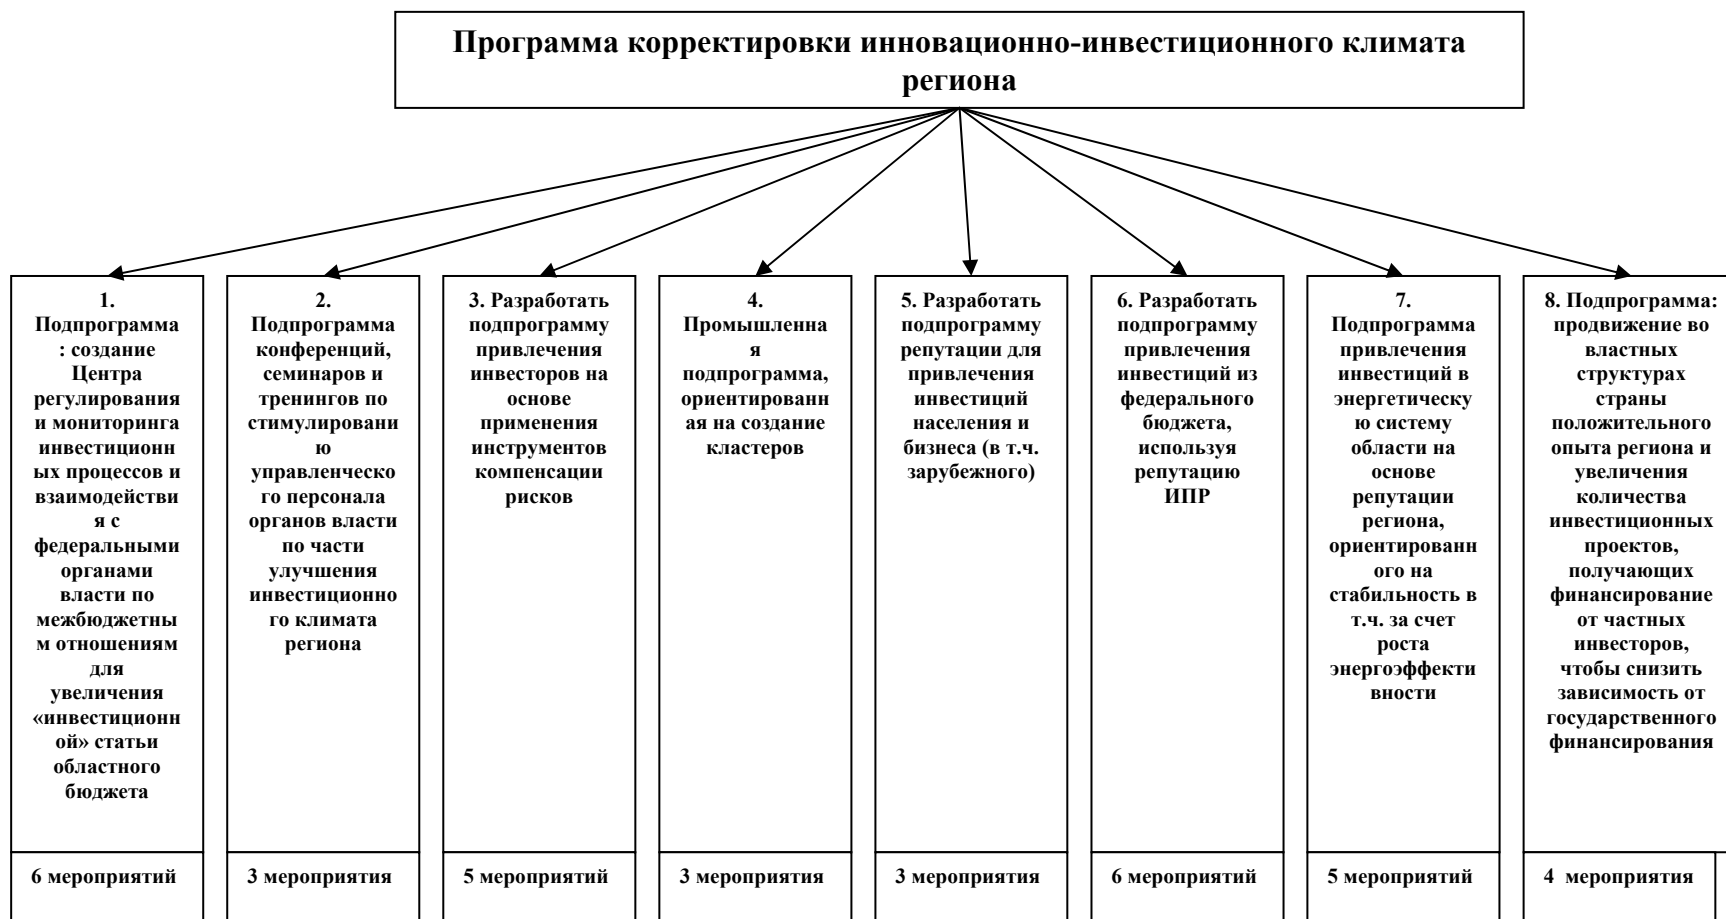 Программа корректировки инновационно-инвестиционного климата
региона
1.
Подпрограмма
: создание
Центра
регулирования
и мониторинга
инвестиционн
ых процессов и
взаимодействи
я с
федеральными
органами
власти по
межбюджетны
м отношениям
для
увеличения
«инвестиционн
ой» статьи
областного
бюджета
6 мероприятий
2.
Подпрограмма
конференций,
семинаров и
тренингов по
стимулировани
ю
управленческо
го персонала
органов власти
по части
улучшения
инвестиционно
го климата
региона
3 мероприятия
3. Разработать
подпрограмму
привлечения
инвесторов на
основе
применения
инструментов
компенсации
рисков
5 мероприятий
4.
Промышленна
я
подпрограмма,
ориентированн
ая на создание
кластеров
3 мероприятия
5. Разработать
подпрограмму
репутации для
привлечения
инвестиций
населения и
бизнеса (в т.ч.
зарубежного)
3 мероприятия
6. Разработать
подпрограмму
привлечения
инвестиций из
федерального
бюджета,
используя
репутацию
ИПР
6 мероприятий
7.
Подпрограмма
привлечения
инвестиций в
энергетическу
ю систему
области на
основе
репутации
региона,
ориентированн
ого на
стабильность в
т.ч. за счет
роста
энергоэффекти
вности
5 мероприятий
8. Подпрограмма:
продвижение во
властных
структурах
страны
положительного
опыта региона и
увеличения
количества
инвестиционных
проектов,
получающих
финансирование
от частных
инвесторов,
чтобы снизить
зависимость от
государственного
финансирования
4 мероприятия